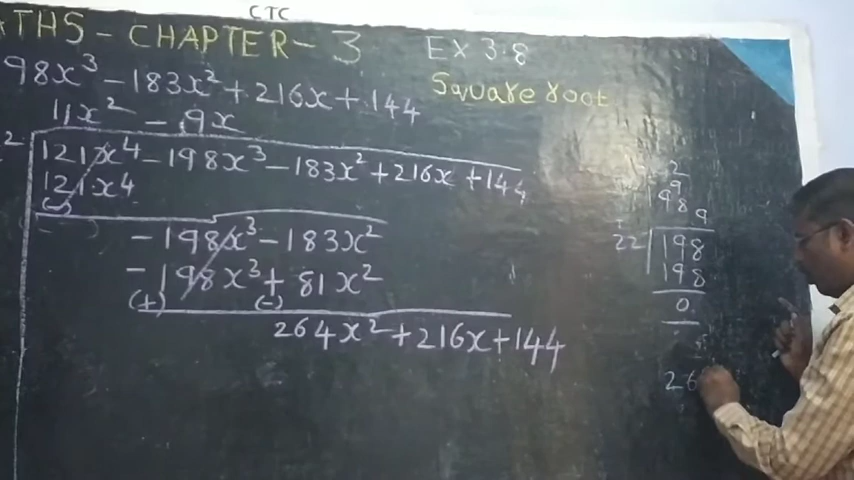 CTC
THS - CHAPTER - 3
EX 3.8
98x³ - 183x² + 216x + 144
Square root
11x² - 9x
121x⁴ - 198x³ - 183x² + 216x + 144
121x⁴
(-)
- 198x³ - 183x²
- 198x³ + 81x²
(+) (-)
264x² + 216x + 144
2
9
98 9
22 198
198
0
26